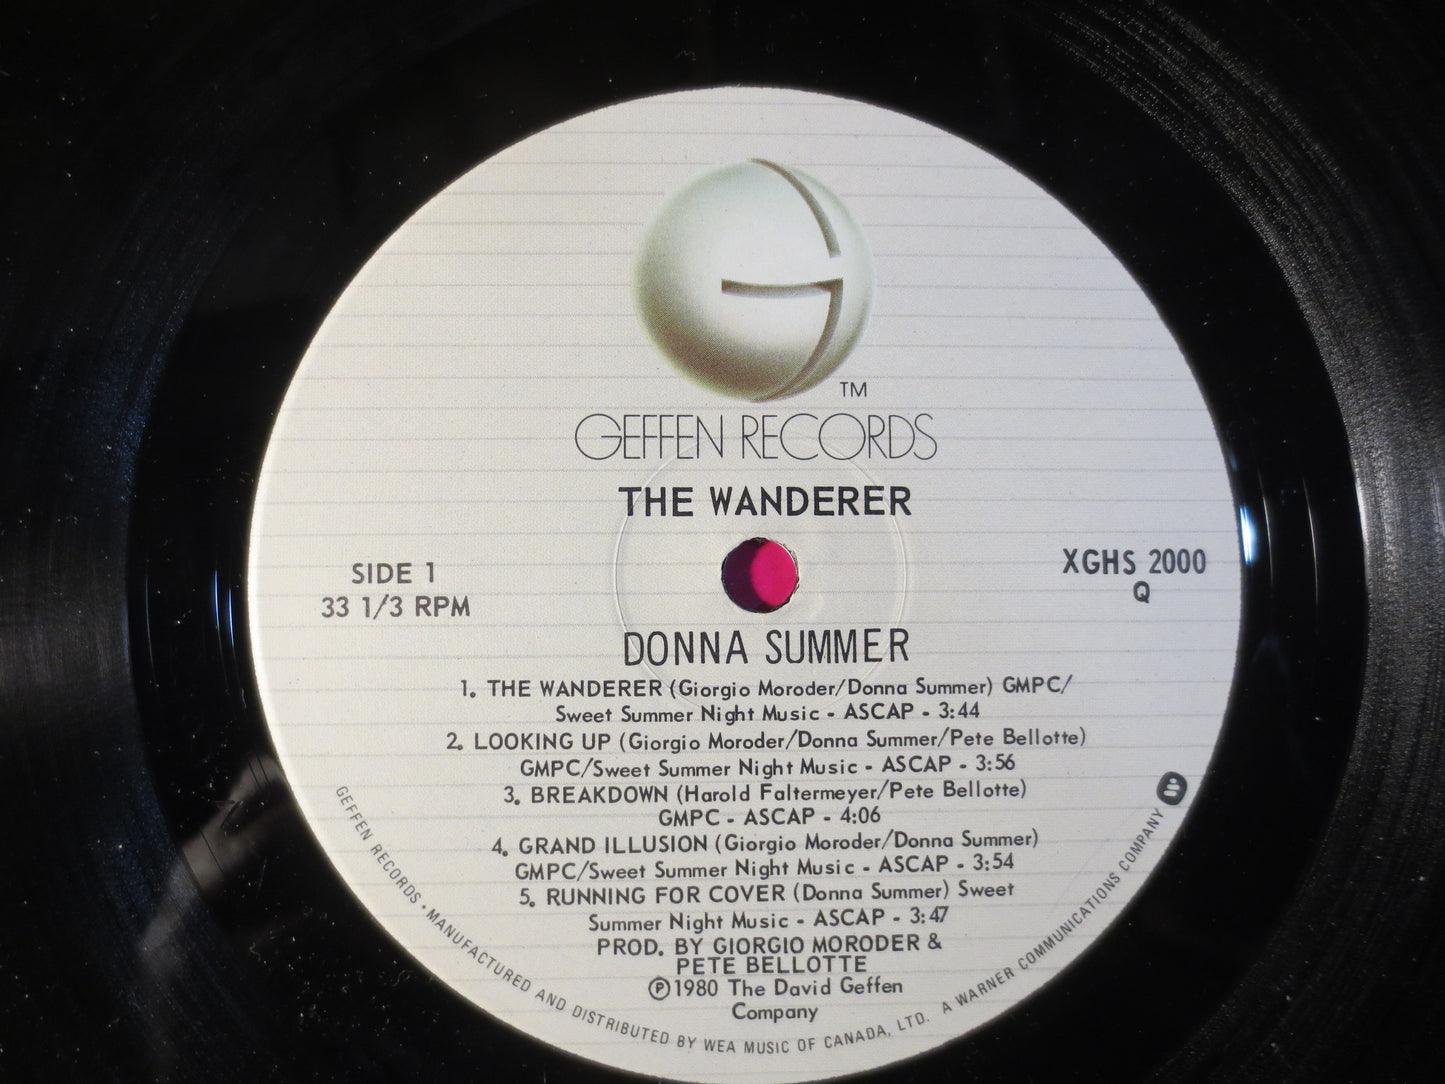 TM
GEFFEN RECORDS
THE WANDERER
SIDE 1
33 1/3 RPM
XGHS 2000
Q
DONNA SUMMER
1. THE WANDERER (Giorgio Moroder/Donna Summer) GMPC/
Sweet Summer Night Music - ASCAP - 3:44
2. LOOKING UP (Giorgio Moroder/Donna Summer/Pete Bellotte)
GMPC/Sweet Summer Night Music - ASCAP - 3:56
3. BREAKDOWN (Harold Faltermeyer/Pete Bellotte)
GMPC - ASCAP - 4:06
4. GRAND ILLUSION (Giorgio Moroder/Donna Summer)
GMPC/Sweet Summer Night Music - ASCAP - 3:54
5. RUNNING FOR COVER (Donna Summer) Sweet
Summer Night Music - ASCAP - 3:47
PROD. BY GIORGIO MORODER &
PETE BELLOTTE
℗1980 The David Geffen
Company
GEFFEN RECORDS • MANUFACTURED AND DISTRIBUTED BY WEA MUSIC OF CANADA, LTD. A WARNER COMMUNICATIONS COMPANY